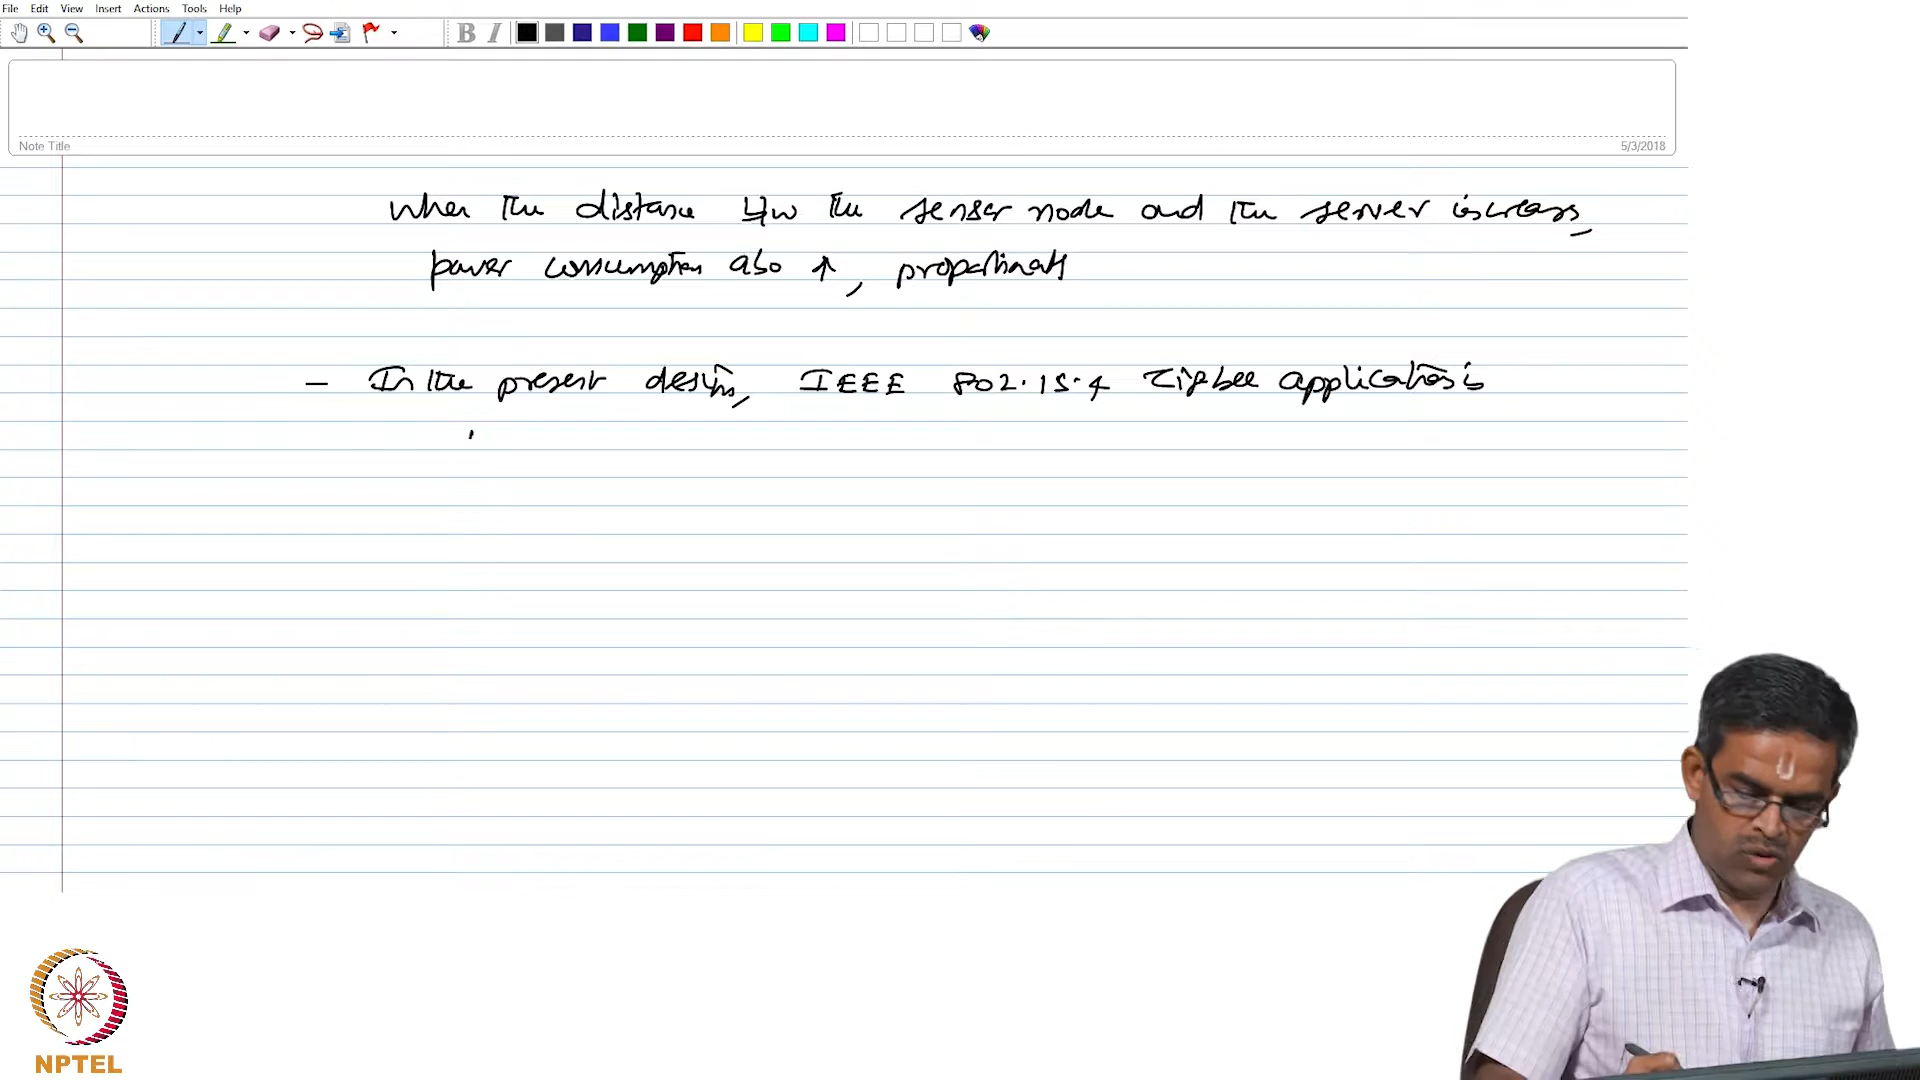 File Edit View Insert Actions Tools Help
B I
Note Title
5/3/2018
When the distance b/w the sensor node and the server increases,
power consumption also ↑, proportionately
- In the present design, IEEE 802.15.4 Zigbee application is
NPTEL